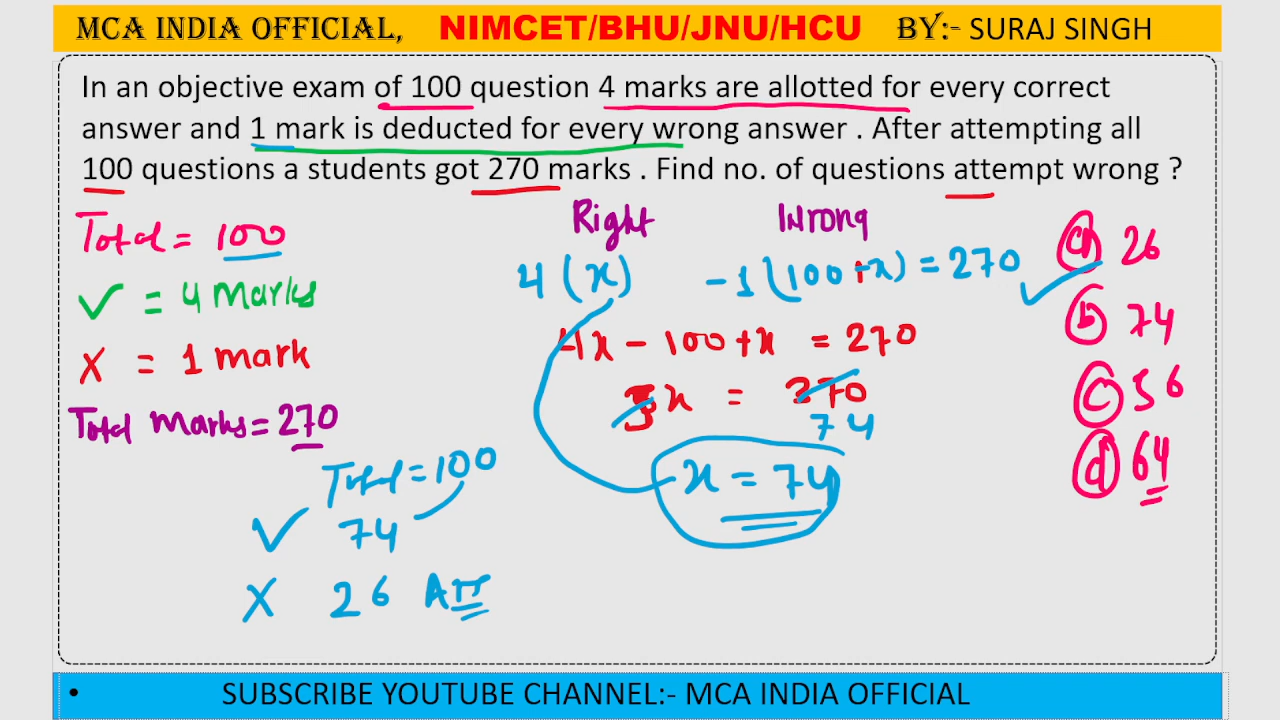 MCA INDIA OFFICIAL, NIMCET/BHU/JNU/HCU BY:- SURAJ SINGH
In an objective exam of 100 question 4 marks are allotted for every correct
answer and 1 mark is deducted for every wrong answer . After attempting all
100 questions a students got 270 marks . Find no. of questions attempt wrong ?
Total = 100
✓ = 4 Marks
X = 1 mark
Total Marks = 270
Total = 100
✓ 74
X 26
Right Wrong
4 (x) -1 (100 + x) = 270
4x - 100 + x = 270
5x = 370
74
x = 74
(a) 26
(b) 74
(c) 56
(d) 64
• SUBSCRIBE YOUTUBE CHANNEL:- MCA INDIA OFFICIAL